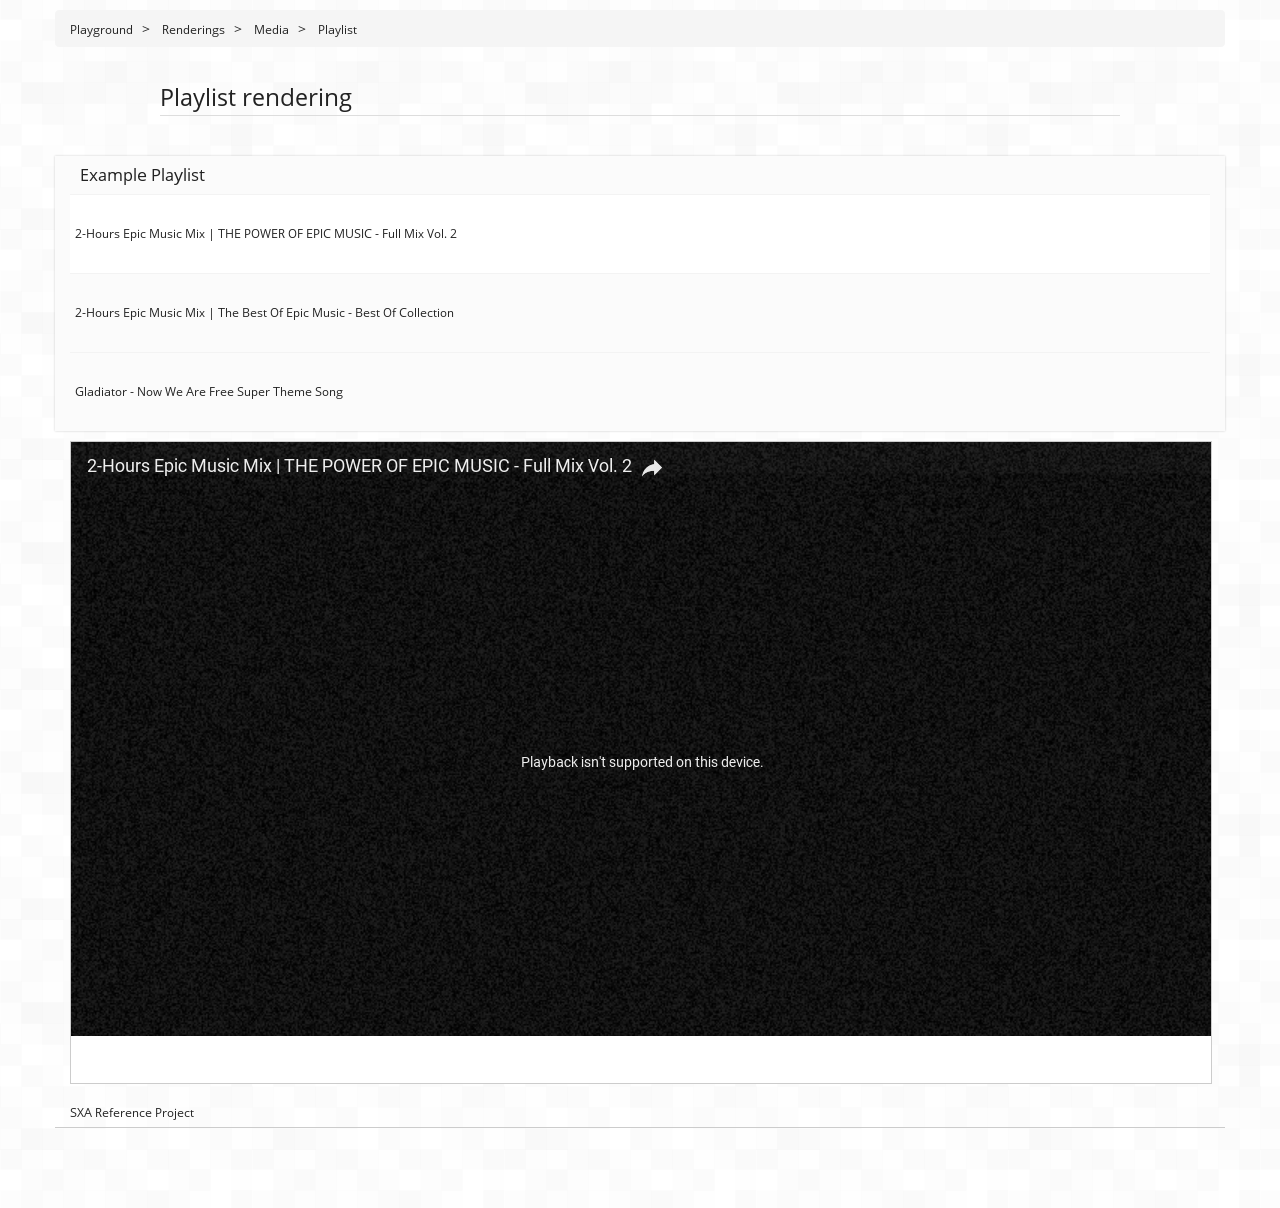 Playground > Renderings > Media > Playlist
Playlist rendering
Example Playlist
2-Hours Epic Music Mix | THE POWER OF EPIC MUSIC - Full Mix Vol. 2
2-Hours Epic Music Mix | The Best Of Epic Music - Best Of Collection
Gladiator - Now We Are Free Super Theme Song
2-Hours Epic Music Mix | THE POWER OF EPIC MUSIC - Full Mix Vol. 2
Playback isn't supported on this device.
SXA Reference Project